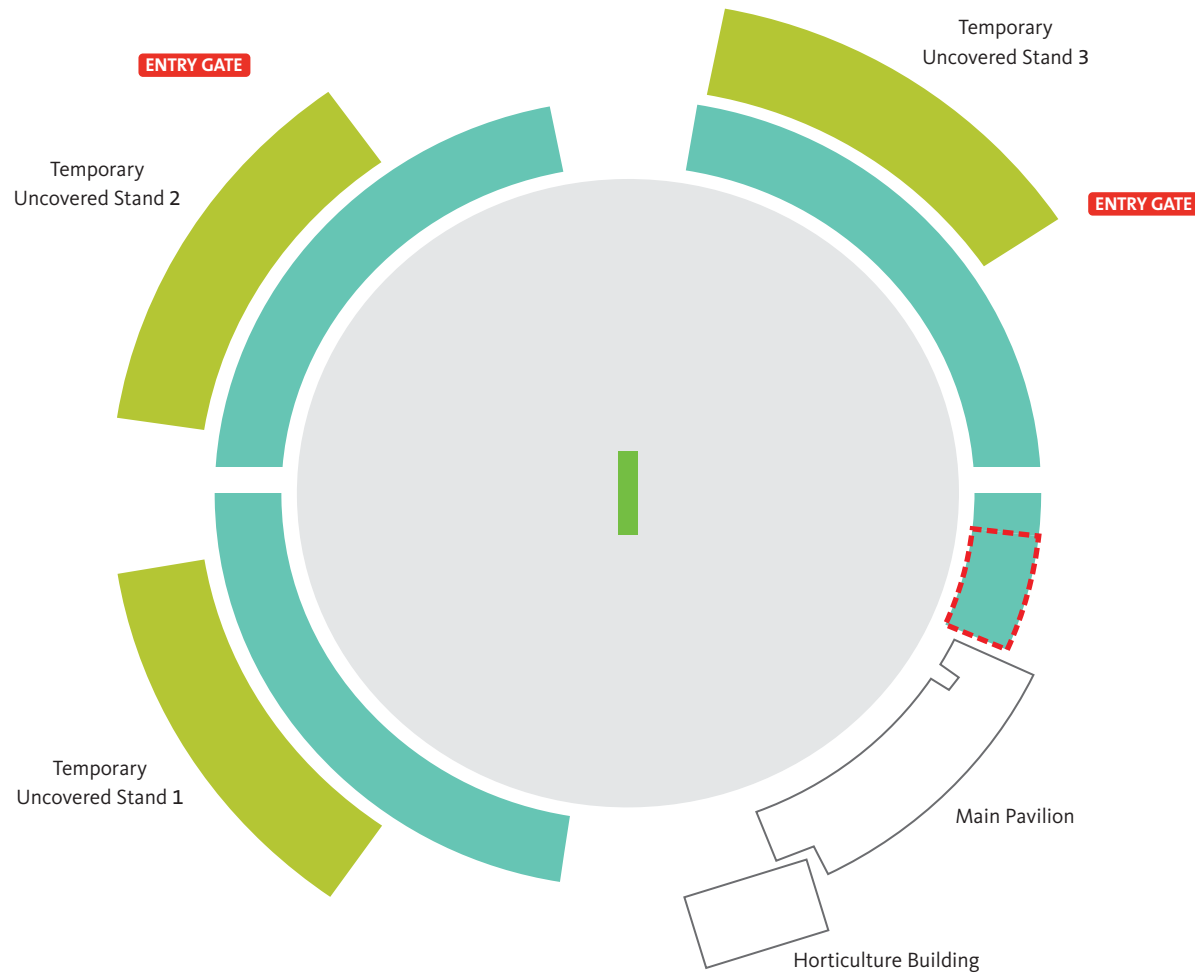 Temporary
Uncovered Stand 3
ENTRY GATE
Temporary
Uncovered Stand 2
ENTRY GATE
Temporary
Uncovered Stand 1
Main Pavilion
Horticulture Building